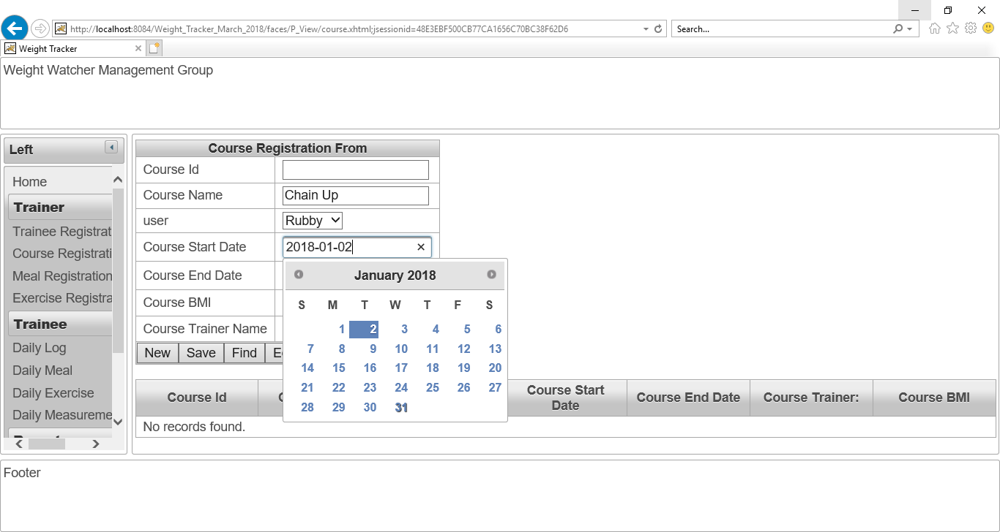 http://localhost:8084/Weight_Tracker_March_2018/faces/P_View/course.xhtml;jsessionid=48E3EBF500CB77CA1656C70BC38F62D6
Search...
Weight Tracker
Weight Watcher Management Group
Left
Home
Trainer
Trainee Registrat
Course Registrati
Meal Registration
Exercise Registra
Trainee
Daily Log
Daily Meal
Daily Exercise
Daily Measureme
Course Registration From
Course Id
Course Name Chain Up
user Rubby
Course Start Date 2018-01-02
Course End Date
Course BMI
Course Trainer Name
New Save Find
January 2018
S M T W T F S
1 2 3 4 5 6
7 8 9 10 11 12 13
14 15 16 17 18 19 20
21 22 23 24 25 26 27
28 29 30 31
Course Id
Course Start
Date
Course End Date
Course Trainer:
Course BMI
No records found.
Footer